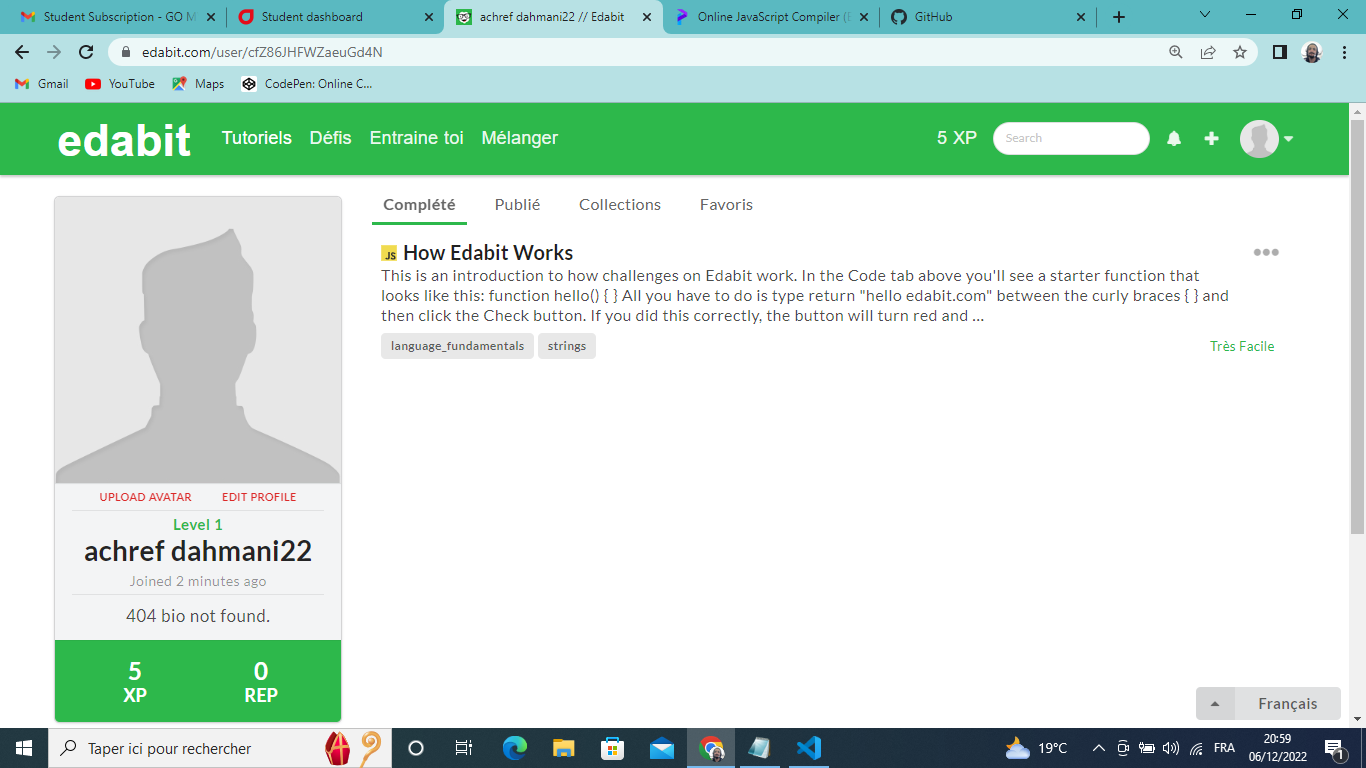 Student Subscription - GO M
Student dashboard
achref dahmani22 // Edabit
Online JavaScript Compiler (E
GitHub
edabit.com/user/cfZ86JHFWZaeuGd4N
Gmail
YouTube
Maps
CodePen: Online C...
edabit
Tutoriels
Défis
Entraine toi
Mélanger
5 XP
Search
Complété
Publié
Collections
Favoris
JS How Edabit Works
This is an introduction to how challenges on Edabit work. In the Code tab above you'll see a starter function that
looks like this: function hello() { } All you have to do is type return "hello edabit.com" between the curly braces { } and
then click the Check button. If you did this correctly, the button will turn red and ...
language_fundamentals
strings
Très Facile
UPLOAD AVATAR
EDIT PROFILE
Level 1
achref dahmani22
Joined 2 minutes ago
404 bio not found.
5
XP
0
REP
Français
Taper ici pour rechercher
19°C
FRA
20:59
06/12/2022
1